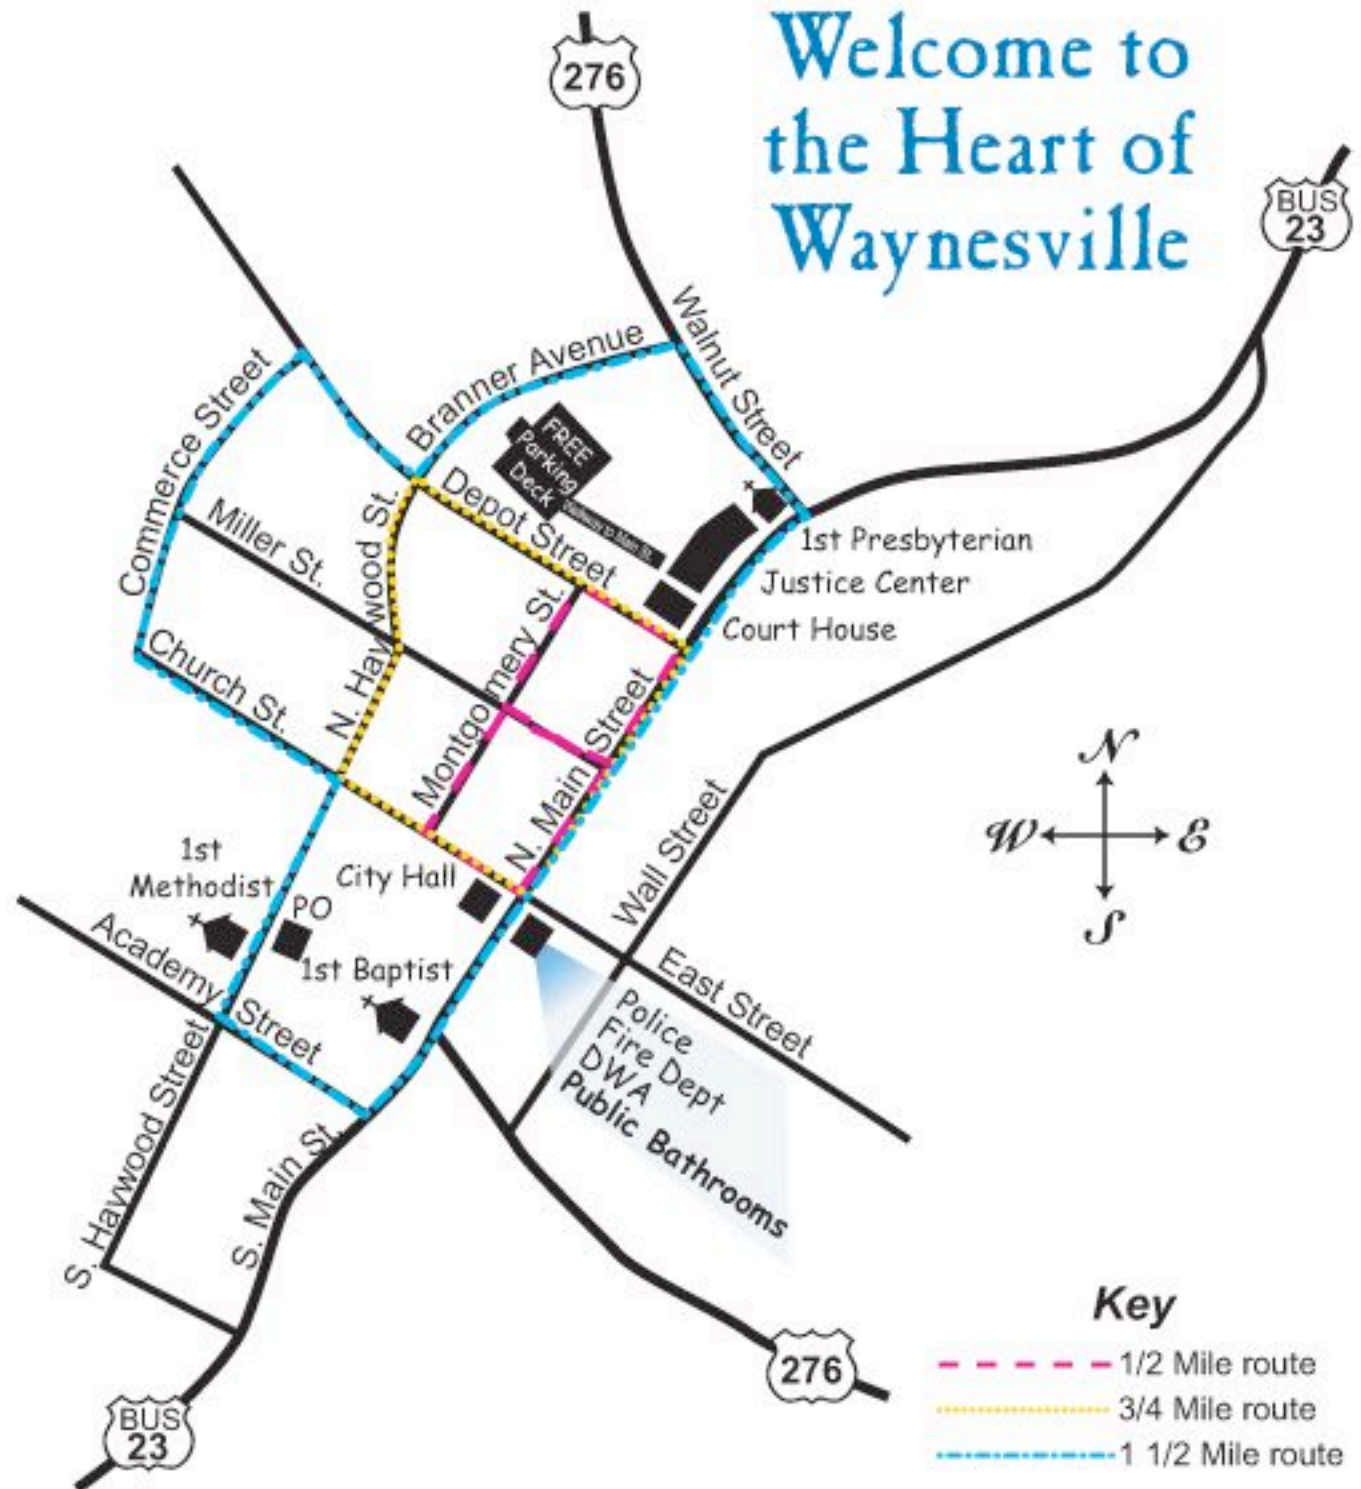 276
Welcome to
the Heart of
Waynesville
BUS
23
Walnut Street
Branner Avenue
Commerce Street
FREE
Parking
Deck
Walkway to Main St.
Depot Street
Miller St.
N. Haywood St.
1st Presbyterian
Justice Center
Court House
Montgomery St.
Church St.
N. Main Street
N
W E
S
Wall Street
1st
Methodist
City Hall
PO
1st Baptist
Academy Street
East Street
Police
Fire Dept
DWA
Public Bathrooms
S. Haywood Street
S. Main St.
Key
1/2 Mile route
3/4 Mile route
1 1/2 Mile route
276
BUS
23